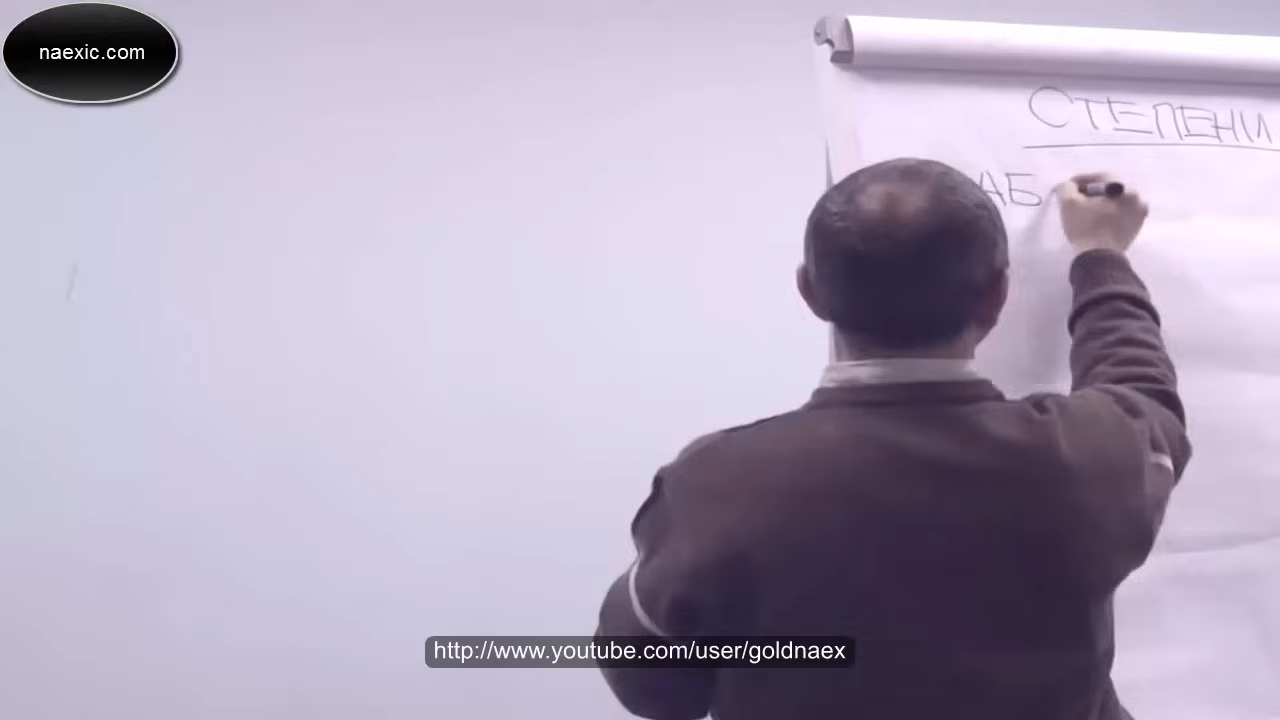 naexic.com
СТЕПЕНИ
АБ
http://www.youtube.com/user/goldnaex